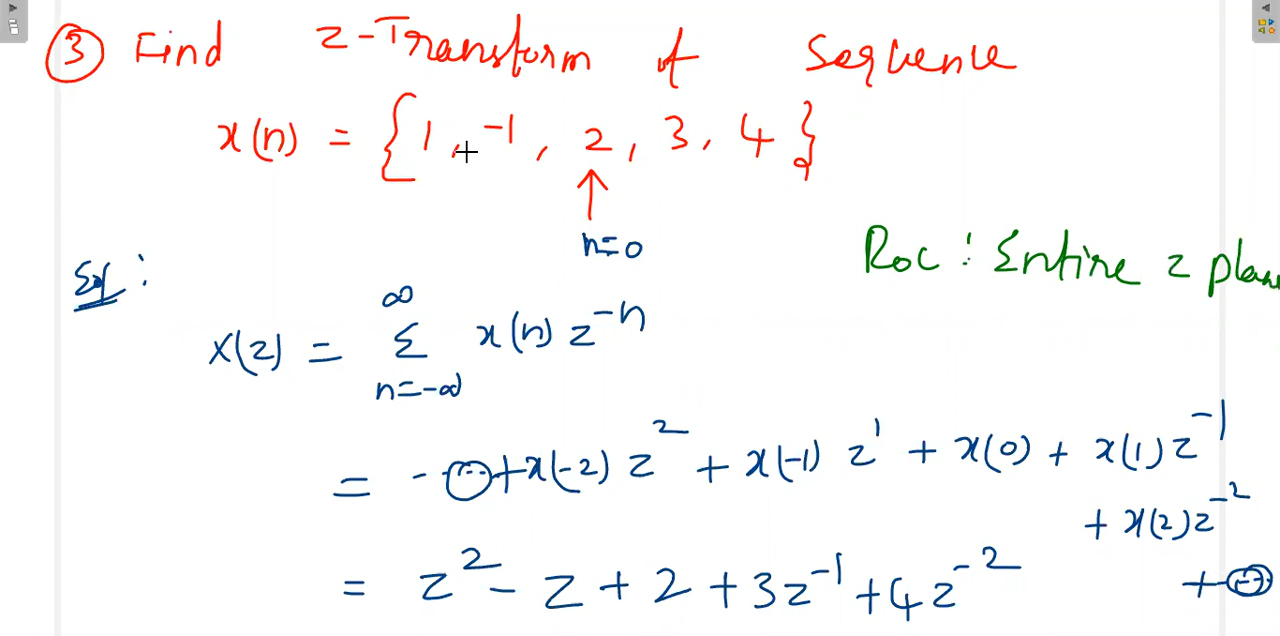 ③ Find z-Transform of Sequence
x(n) = { 1, -1, 2, 3, 4 }
↑
n=0
Roc : Entire z plane
Sol :
∞
X(z) = Σ x(n) z^{-n}
n=-∞
= - ⊙ + x(-2) z^2 + x(-1) z^1 + x(0) + x(1) z^{-1}
+ x(2) z^{-2}
+ ⊙
= z^2 - z + 2 + 3z^{-1} + 4z^{-2}